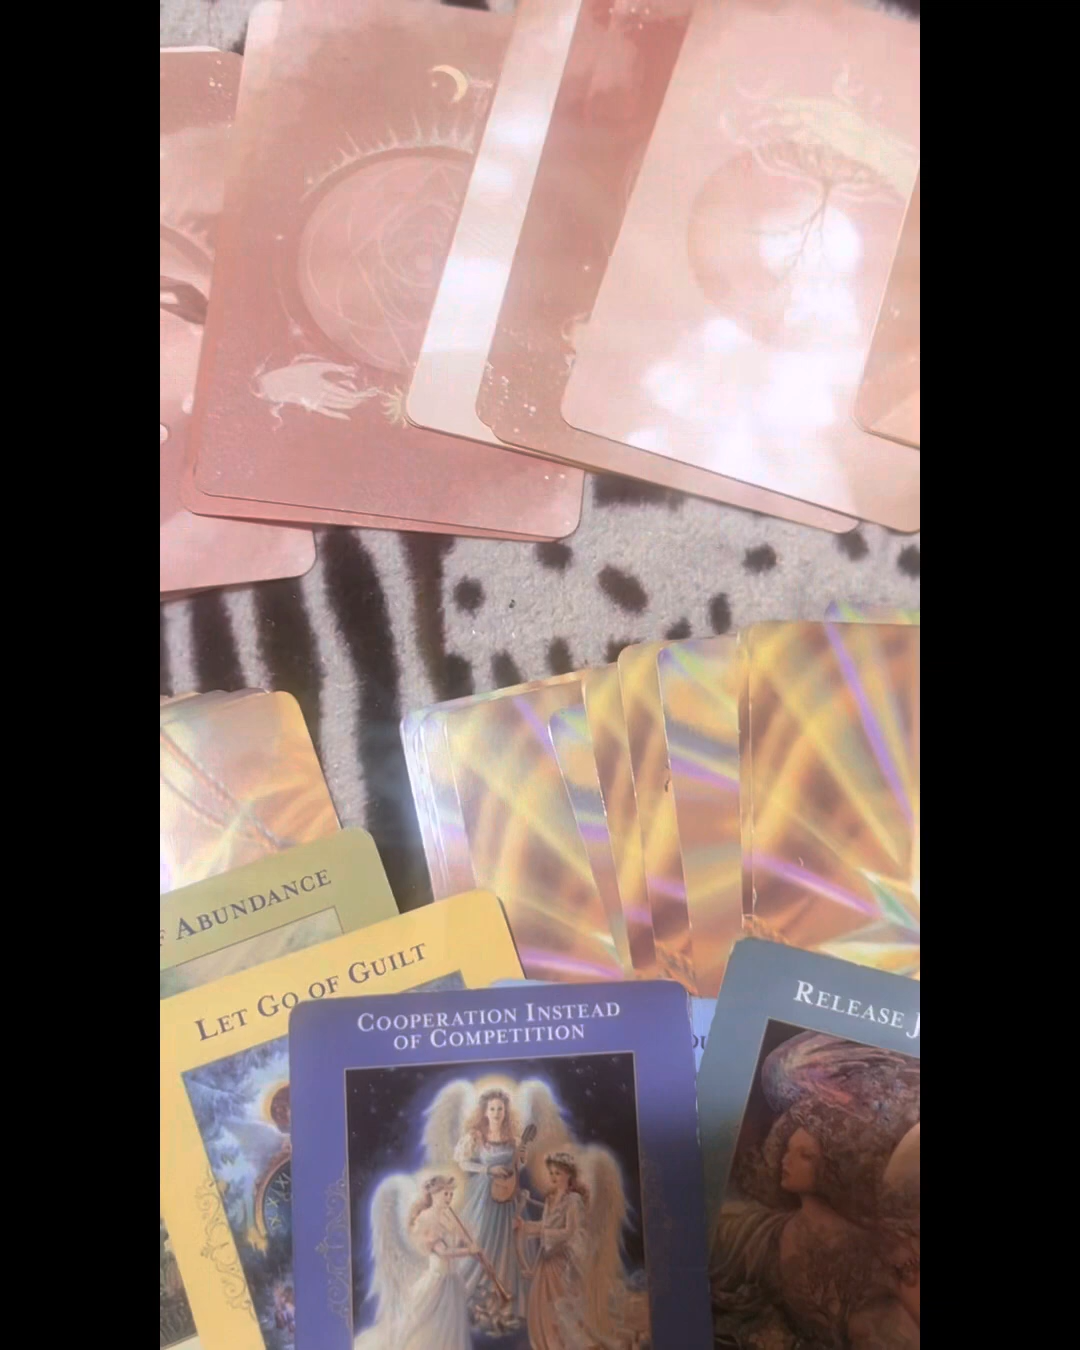 F ABUNDANCE
LET GO OF GUILT
COOPERATION INSTEAD
OF COMPETITION
RELEASE J